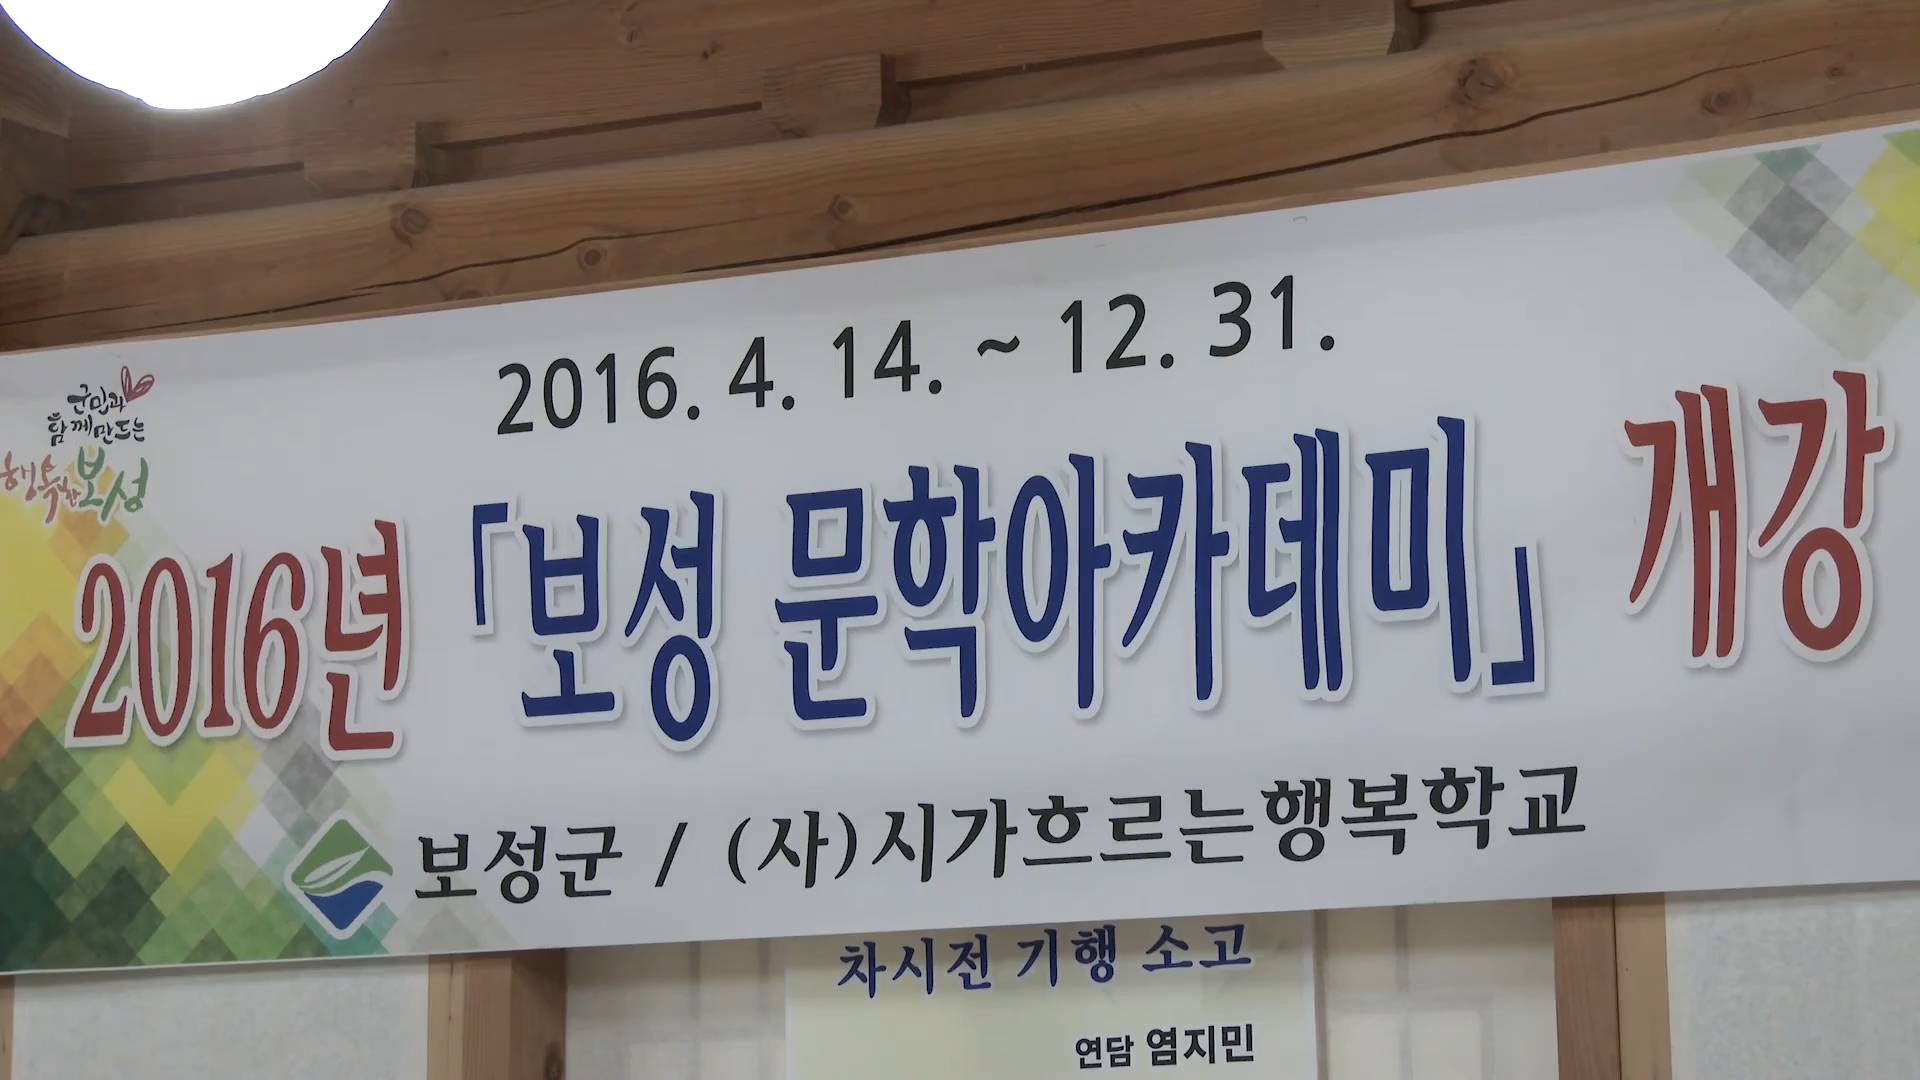 2016. 4. 14. ~ 12. 31.
군민과
함께만드는
행복한 보성
2016년 「보성 문학아카데미」 개강
보성군 / (사)시가흐르는행복학교
차시전 기행 소고
연담 염지민